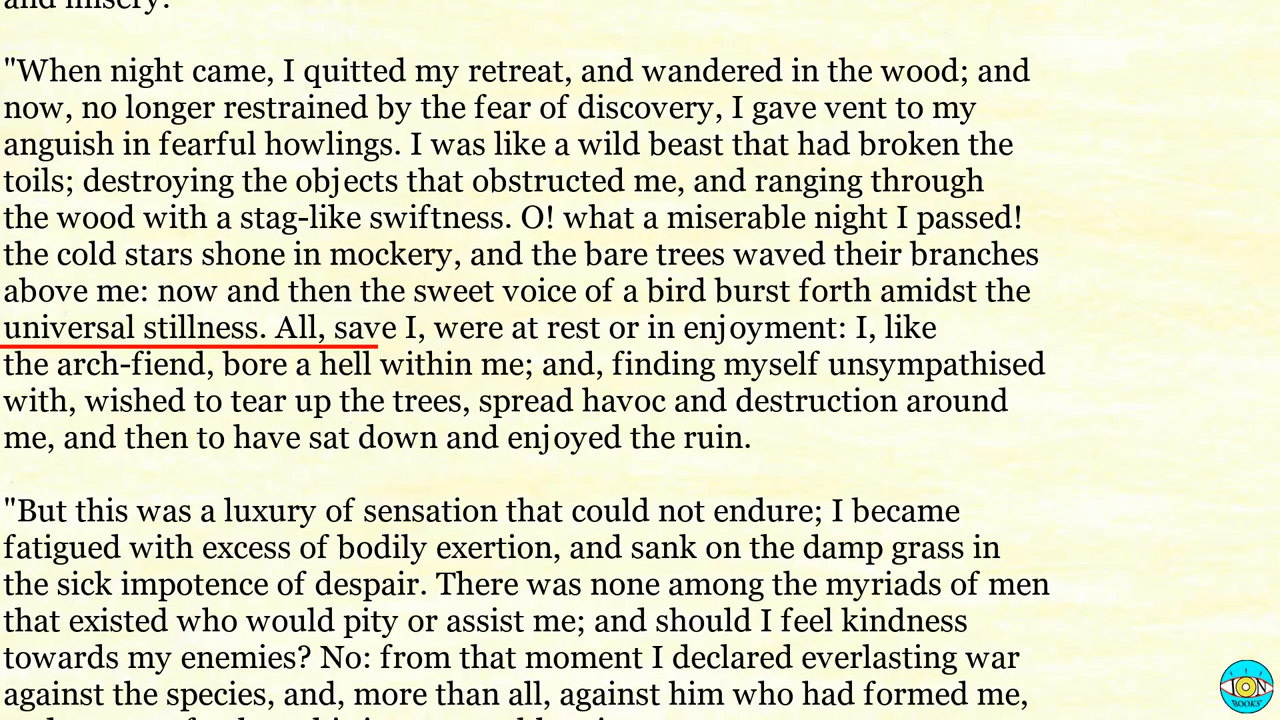 and misery.
"When night came, I quitted my retreat, and wandered in the wood; and
now, no longer restrained by the fear of discovery, I gave vent to my
anguish in fearful howlings. I was like a wild beast that had broken the
toils; destroying the objects that obstructed me, and ranging through
the wood with a stag-like swiftness. O! what a miserable night I passed!
the cold stars shone in mockery, and the bare trees waved their branches
above me: now and then the sweet voice of a bird burst forth amidst the
universal stillness. All, save I, were at rest or in enjoyment: I, like
the arch-fiend, bore a hell within me; and, finding myself unsympathised
with, wished to tear up the trees, spread havoc and destruction around
me, and then to have sat down and enjoyed the ruin.
"But this was a luxury of sensation that could not endure; I became
fatigued with excess of bodily exertion, and sank on the damp grass in
the sick impotence of despair. There was none among the myriads of men
that existed who would pity or assist me; and should I feel kindness
towards my enemies? No: from that moment I declared everlasting war
against the species, and, more than all, against him who had formed me,
ION
BOOKS